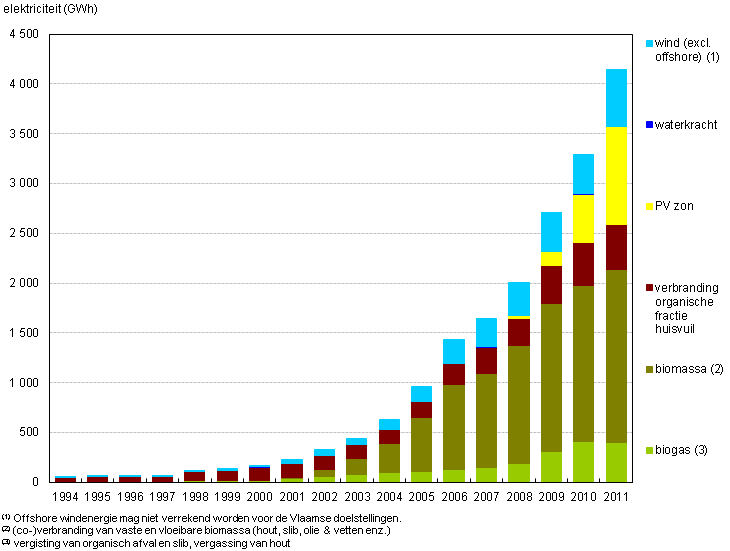 elektriciteit (GWh)
4 500
4 000
3 500
3 000
2 500
2 000
1 500
1 000
500
0
1994 1995 1996 1997 1998 1999 2000 2001 2002 2003 2004 2005 2006 2007 2008 2009 2010 2011
wind (excl.
offshore) (1)
waterkracht
PV zon
verbranding
organische
fractie
huisvuil
biomassa (2)
biogas (3)
(1) Offshore windenergie mag niet verrekend worden voor de Vlaamse doelstellingen.
(2) (co-)verbranding van vaste en vloeibare biomassa (hout, slib, olie & vetten enz.)
(3) vergisting van organisch afval en slib, vergassing van hout